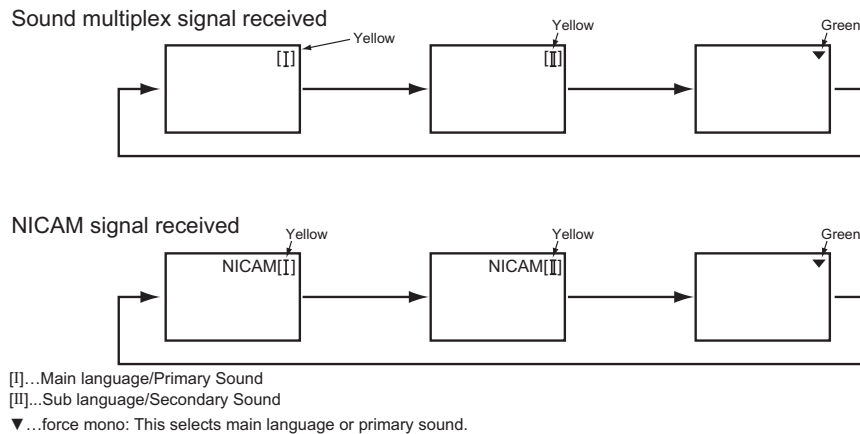 Sound multiplex signal received
Yellow Yellow Green
[I] [II] ▼
NICAM signal received
Yellow Yellow Green
NICAM[I] NICAM[II] ▼
[I]…Main language/Primary Sound
[II]...Sub language/Secondary Sound
▼…force mono: This selects main language or primary sound.